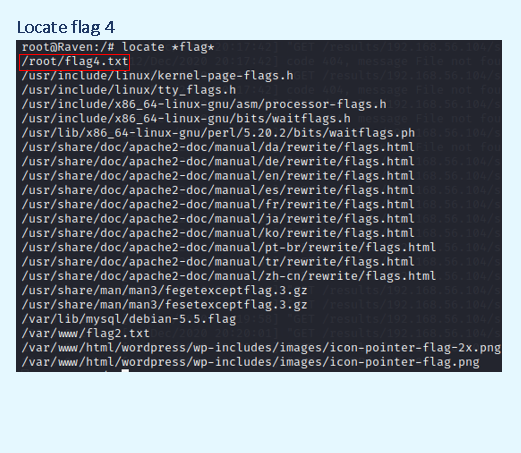 Locate flag 4
root@Raven:/# locate *flag*
/root/flag4.txt
/usr/include/linux/kernel-page-flags.h
/usr/include/linux/tty_flags.h
/usr/include/x86_64-linux-gnu/asm/processor-flags.h
/usr/include/x86_64-linux-gnu/bits/waitflags.h
/usr/lib/x86_64-linux-gnu/perl/5.20.2/bits/waitflags.ph
/usr/share/doc/apache2-doc/manual/da/rewrite/flags.html
/usr/share/doc/apache2-doc/manual/de/rewrite/flags.html
/usr/share/doc/apache2-doc/manual/en/rewrite/flags.html
/usr/share/doc/apache2-doc/manual/es/rewrite/flags.html
/usr/share/doc/apache2-doc/manual/fr/rewrite/flags.html
/usr/share/doc/apache2-doc/manual/ja/rewrite/flags.html
/usr/share/doc/apache2-doc/manual/ko/rewrite/flags.html
/usr/share/doc/apache2-doc/manual/pt-br/rewrite/flags.html
/usr/share/doc/apache2-doc/manual/tr/rewrite/flags.html
/usr/share/doc/apache2-doc/manual/zh-cn/rewrite/flags.html
/usr/share/man/man3/fegetexceptflag.3.gz
/usr/share/man/man3/fesetexceptflag.3.gz
/var/lib/mysql/debian-5.5.flag
/var/www/flag2.txt
/var/www/html/wordpress/wp-includes/images/icon-pointer-flag-2x.png
/var/www/html/wordpress/wp-includes/images/icon-pointer-flag.png